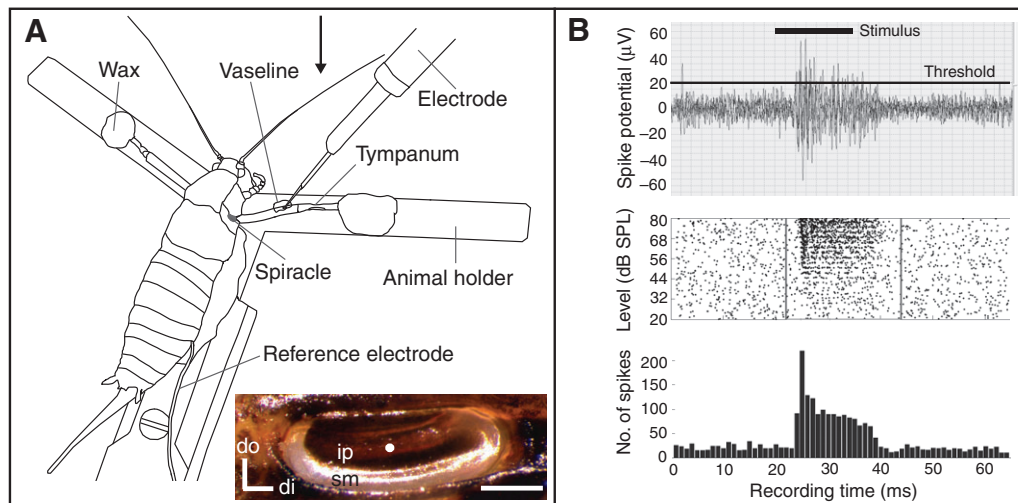 A
Wax
Vaseline
Electrode
Tympanum
Spiracle
Animal holder
Reference electrode
do
di
ip
sm
B
Stimulus
Threshold
Spike potential (µV)
60
40
20
0
–20
–40
–60
Level (dB SPL)
80
68
56
44
32
20
No. of spikes
200
150
100
50
0
0 10 20 30 40 50 60
Recording time (ms)